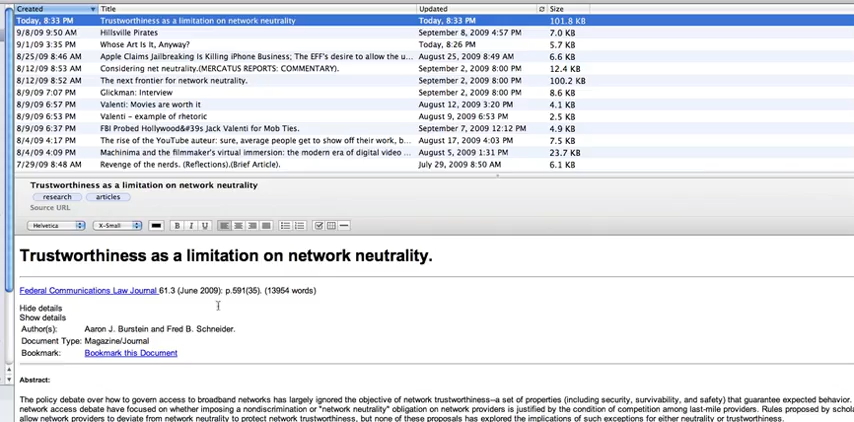 Created Title Updated Size
Today, 8:33 PM Trustworthiness as a limitation on network neutrality Today, 8:33 PM 101.8 KB
9/8/09 9:50 AM Hillsville Pirates September 8, 2009 4:57 PM 7.0 KB
9/1/09 3:35 PM Whose Art Is It, Anyway? Today, 8:26 PM 5.7 KB
8/25/09 8:46 AM Apple Claims Jailbreaking Is Killing iPhone Business; The EFF's desire to allow the u... August 25, 2009 8:49 AM 6.6 KB
8/12/09 8:53 AM Considering net neutrality.(MERCATUS REPORTS: COMMENTARY). September 2, 2009 8:00 PM 12.4 KB
8/12/09 8:52 AM The next frontier for network neutrality. September 2, 2009 8:00 PM 100.2 KB
8/9/09 7:07 PM Glickman: Interview September 2, 2009 8:00 PM 8.6 KB
8/9/09 6:57 PM Valenti: Movies are worth it August 12, 2009 3:20 PM 4.1 KB
8/9/09 6:53 PM Valenti - example of rhetoric August 9, 2009 6:53 PM 2.5 KB
8/9/09 6:37 PM FBI Probed Hollywood&#39s Jack Valenti for Mob Ties. September 7, 2009 12:12 PM 4.9 KB
8/4/09 4:17 PM The rise of the YouTube auteur: sure, average people get to show off their work, b... August 17, 2009 4:03 PM 7.5 KB
8/4/09 4:09 PM Machinima and the filmmaker's virtual immersion: the modern era of digital video ... August 5, 2009 1:31 PM 23.7 KB
7/29/09 8:48 AM Revenge of the nerds. (Reflections).(Brief Article). July 29, 2009 8:50 AM 6.1 KB
Trustworthiness as a limitation on network neutrality
research articles
Source URL
Helvetica X-Small B I U
Trustworthiness as a limitation on network neutrality.
Federal Communications Law Journal 61.3 (June 2009): p.591(35). (13954 words)
Hide details
Show details
Author(s): Aaron J. Burstein and Fred B. Schneider.
Document Type: Magazine/Journal
Bookmark: Bookmark this Document
Abstract:
The policy debate over how to govern access to broadband networks has largely ignored the objective of network trustworthiness--a set of properties (including security, survivability, and safety) that guarantee expected behavior.
network access debate have focused on whether imposing a nondiscrimination or "network neutrality" obligation on network providers is justified by the condition of competition among last-mile providers. Rules proposed by schola
allow network providers to deviate from network neutrality to protect network trustworthiness, but none of these proposals has explored the implications of such exceptions for either neutrality or trustworthiness.